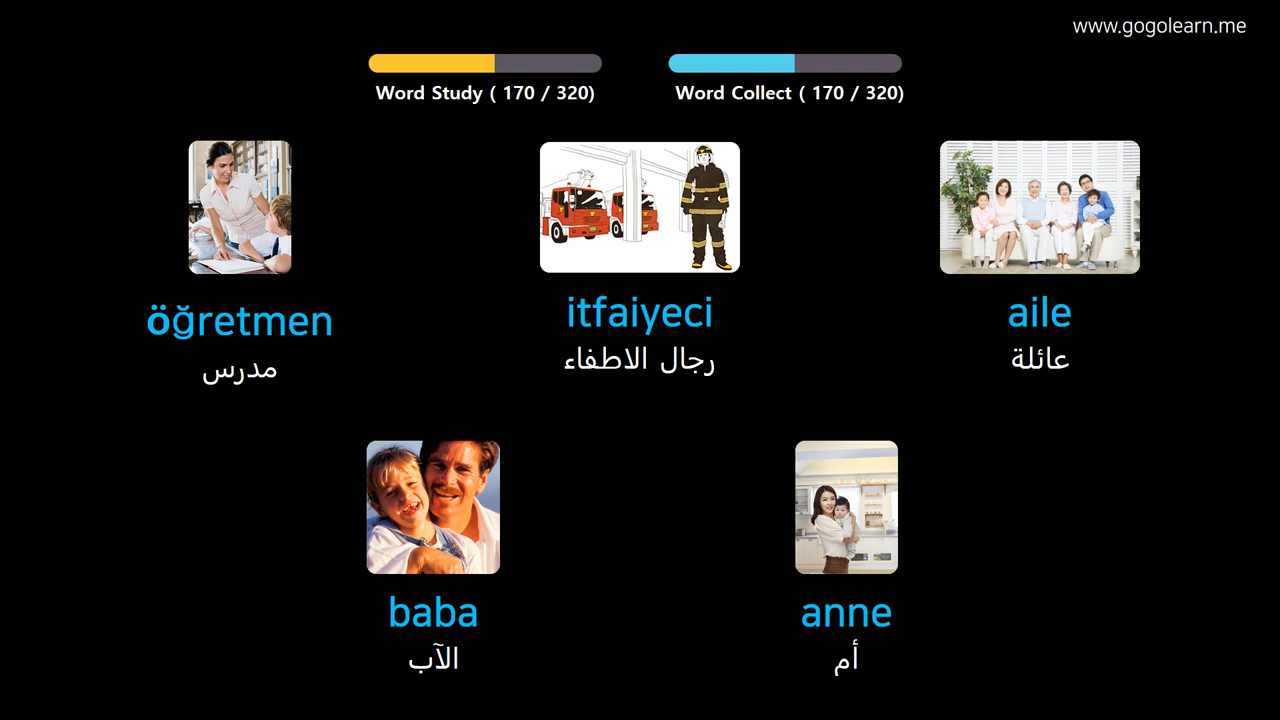 www.gogolearn.me
Word Study ( 170 / 320)
Word Collect ( 170 / 320)
öğretmen
مدرس
itfaiyeci
رجال الاطفاء
aile
عائلة
baba
الآب
anne
أم